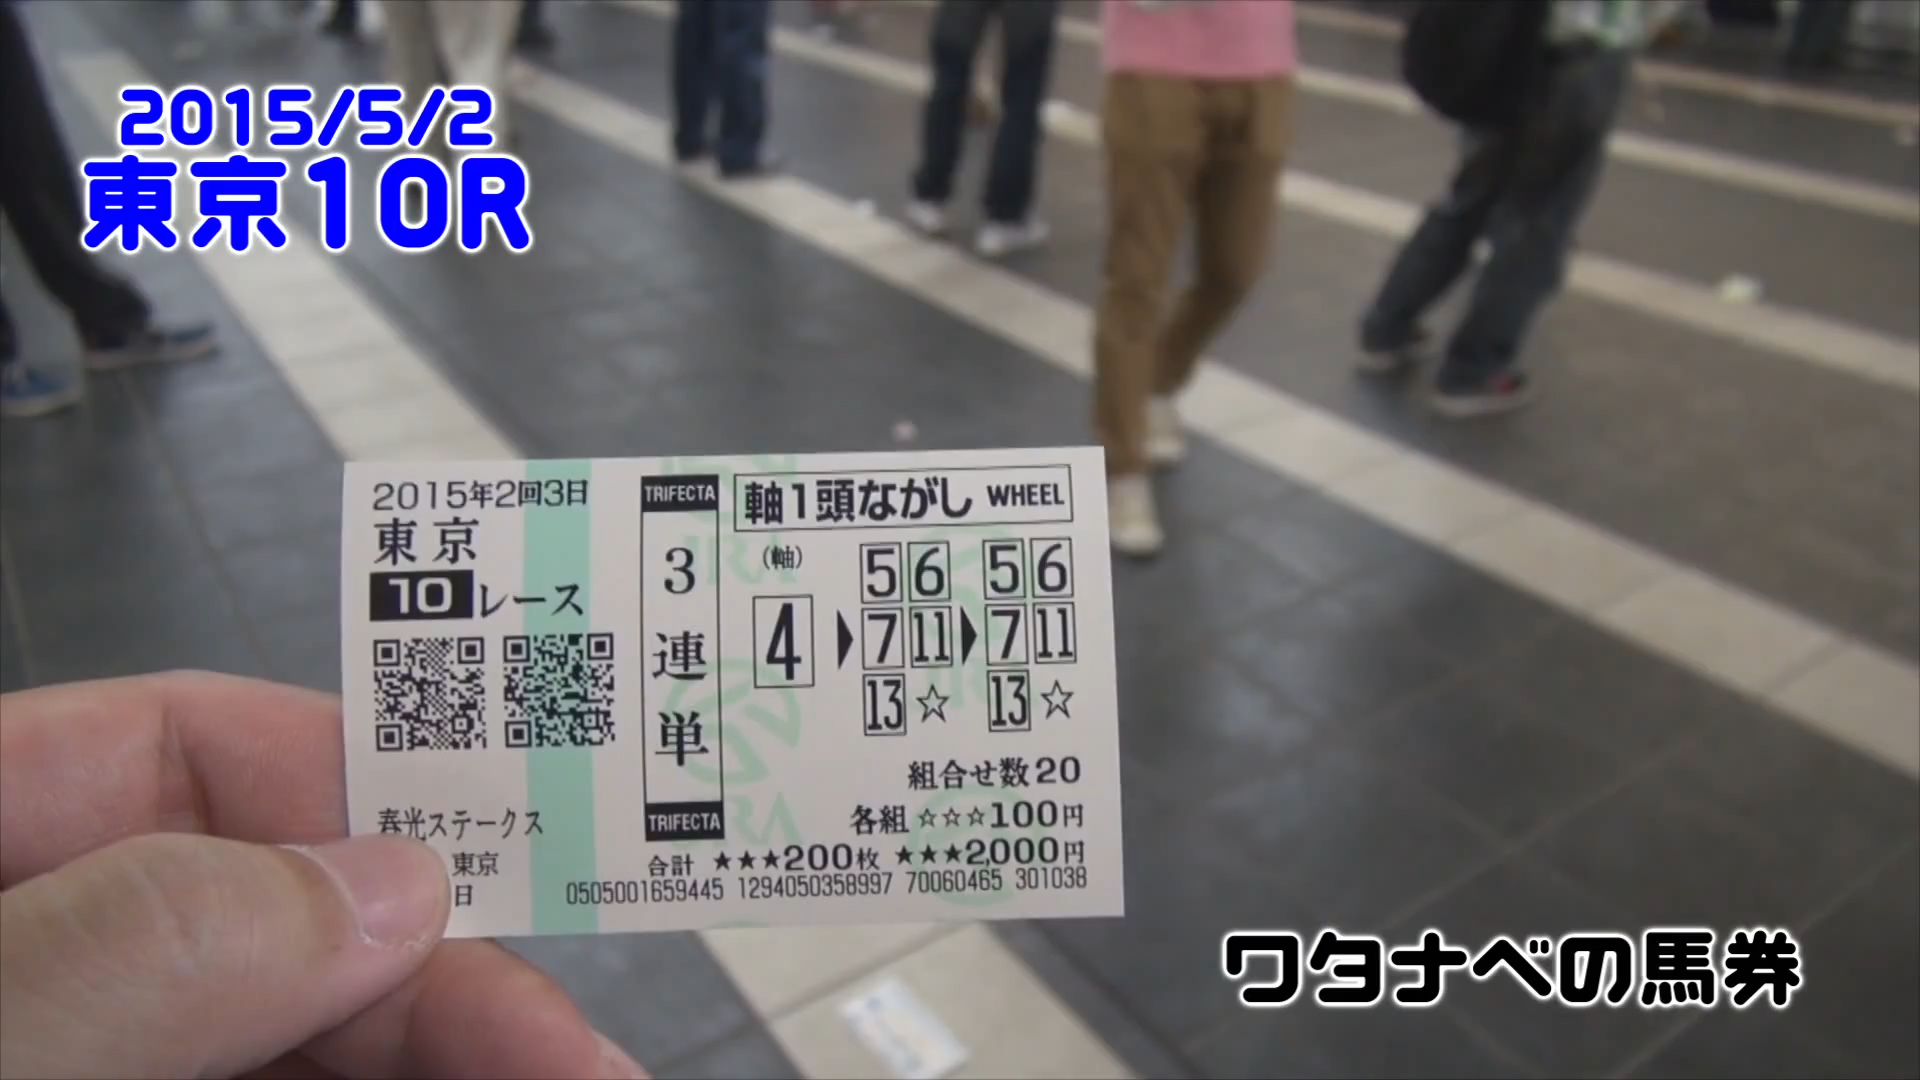 2015/5/2
東京10R
2015年2回3日
東京
10レース
春光ステークス
東京
日
TRIFECTA
3連単
TRIFECTA
軸1頭ながし WHEEL
(軸)
4
5 6
7 11
13 ☆
5 6
7 11
13 ☆
組合せ数20
各組 ☆☆☆100円
合計 ★★★200枚 ★★★2,000円
0505001659445 1294050358997 70060465 301038
ワタナベの馬券